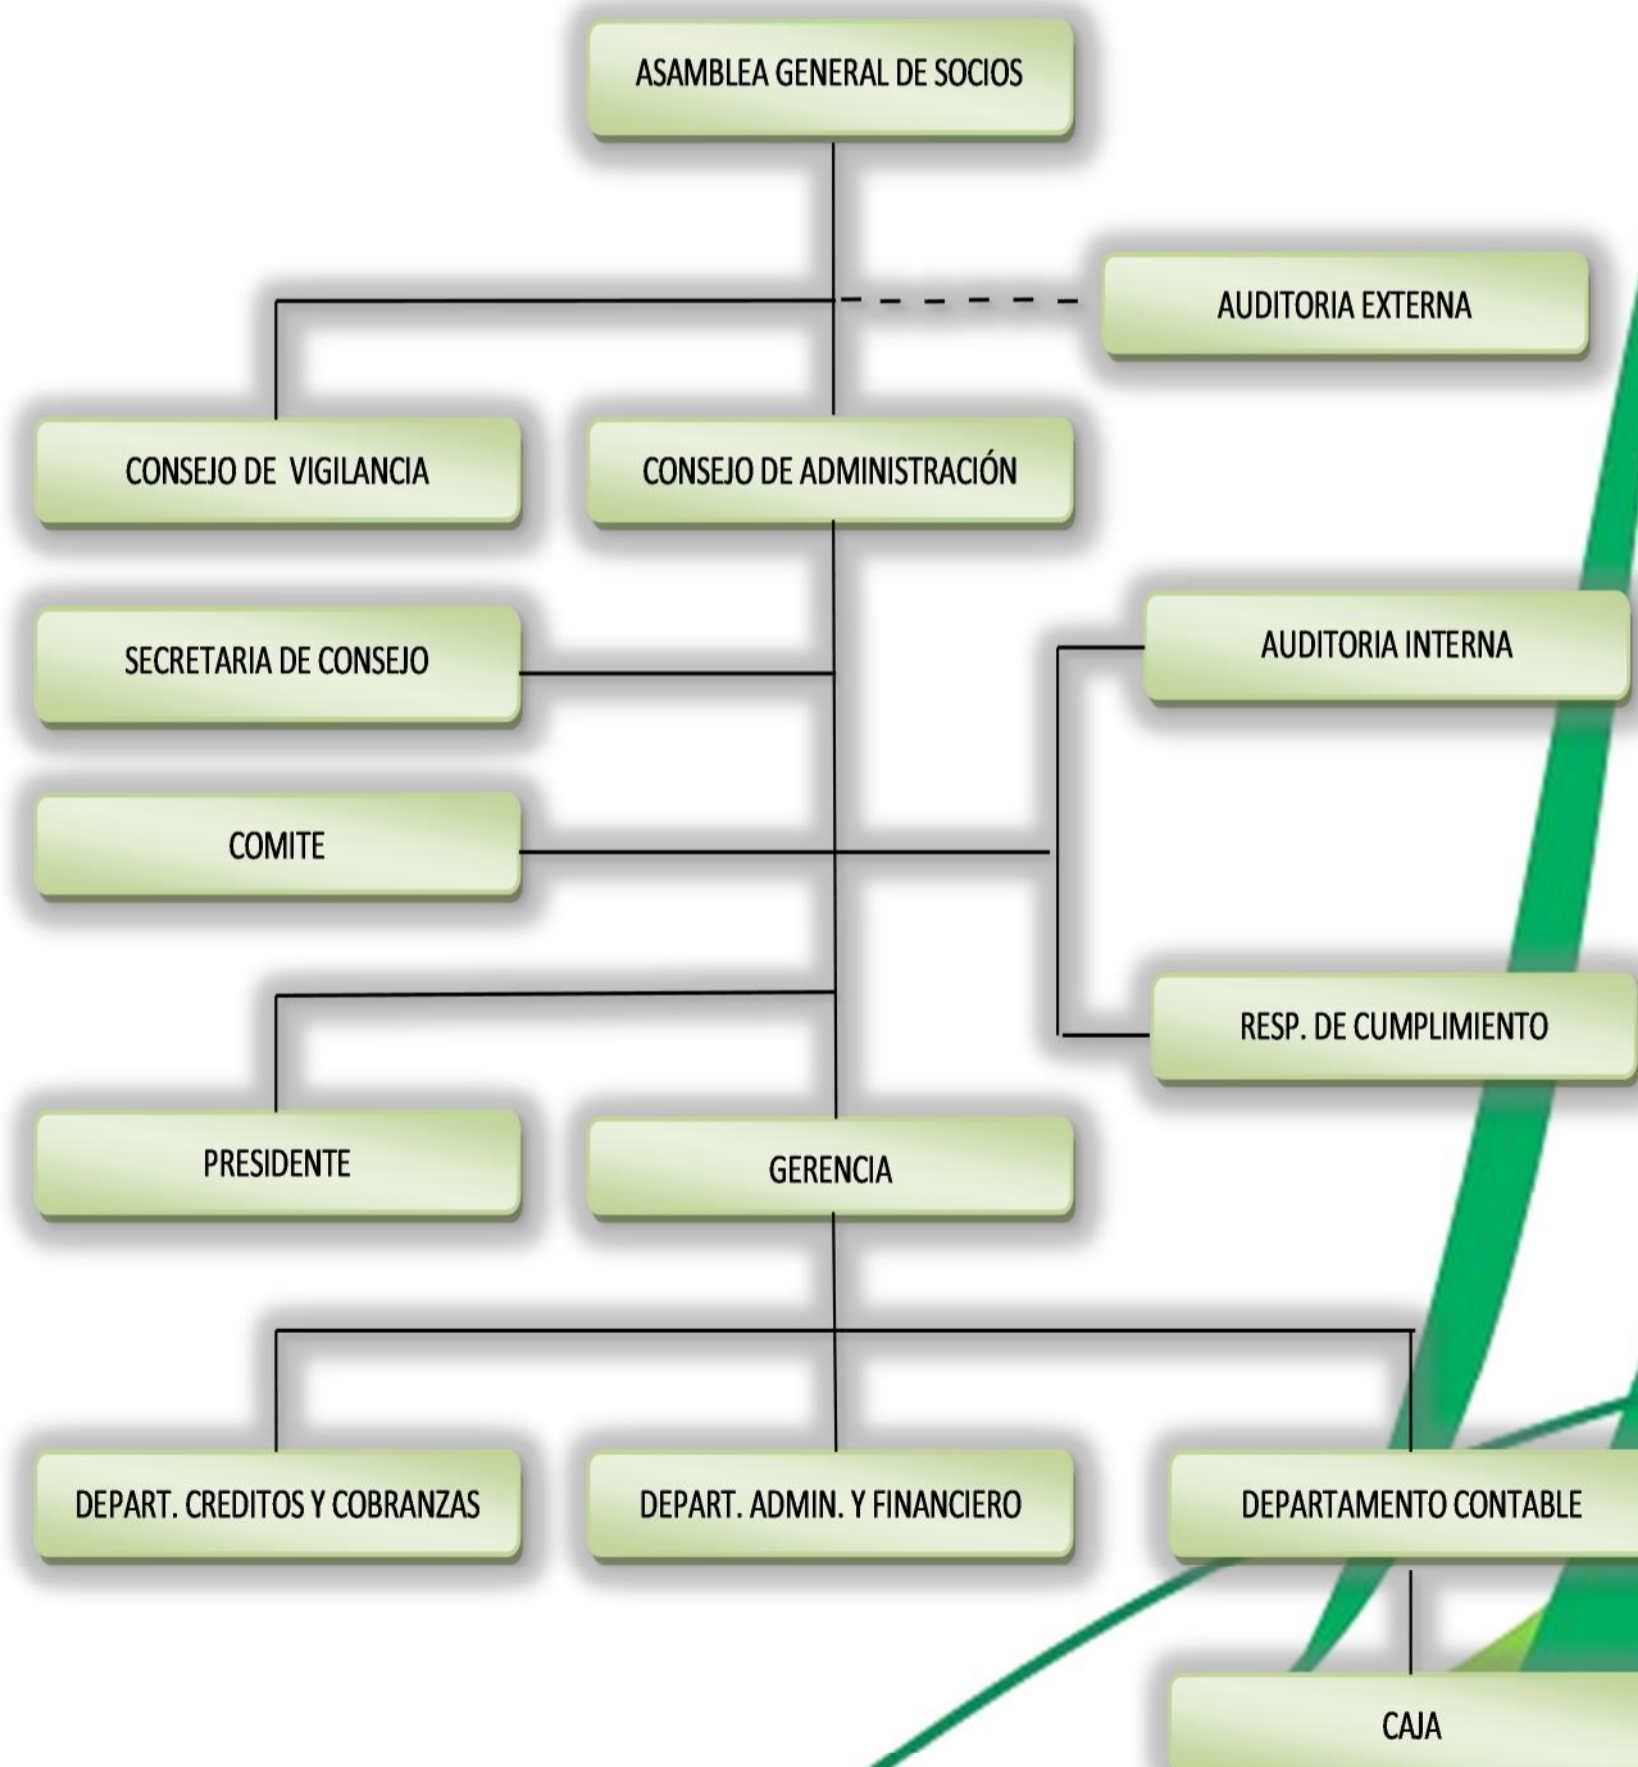 ASAMBLEA GENERAL DE SOCIOS
AUDITORIA EXTERNA
CONSEJO DE VIGILANCIA
CONSEJO DE ADMINISTRACIÓN
SECRETARIA DE CONSEJO
AUDITORIA INTERNA
COMITE
RESP. DE CUMPLIMIENTO
PRESIDENTE
GERENCIA
DEPART. CREDITOS Y COBRANZAS
DEPART. ADMIN. Y FINANCIERO
DEPARTAMENTO CONTABLE
CAJA